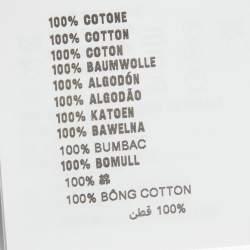 100% COTONE
100% COTTON
100% COTON
100% BAUMWOLLE
100% ALGODÓN
100% ALGODÃO
100% KATOEN
100% BAWELNA
100% BUMBAC
100% BOMULL
100% 綿
100% BÔNG COTTON
100% قطن